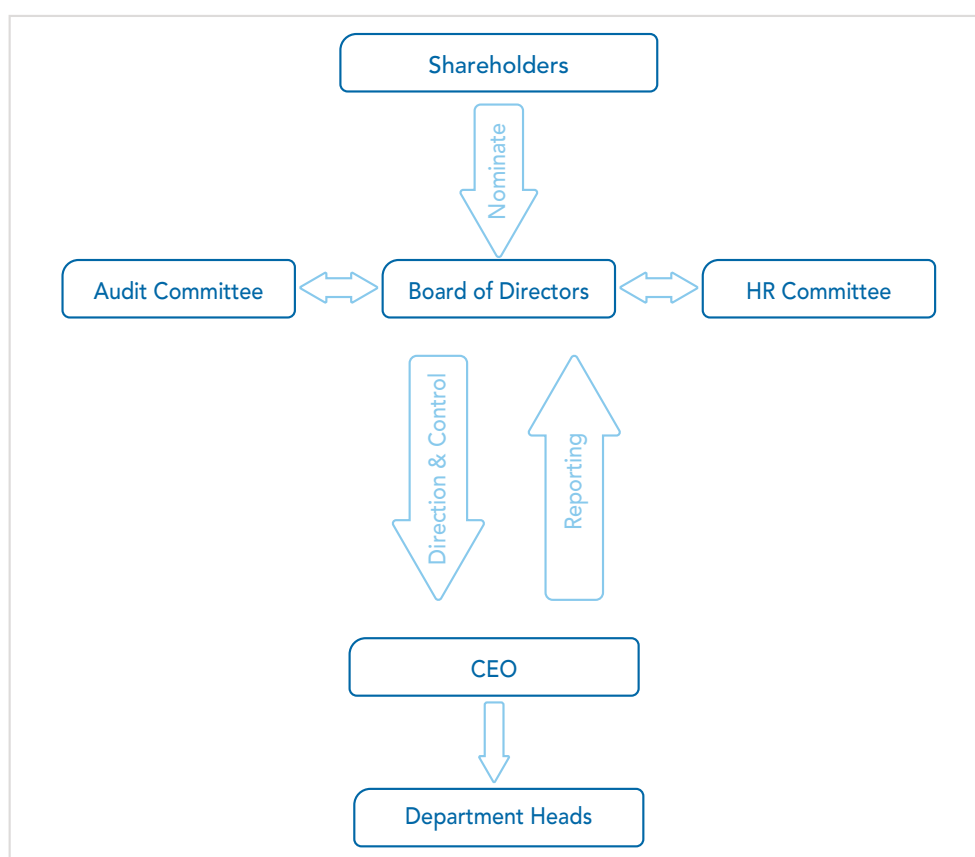 Shareholders
Nominate
Audit Committee
Board of Directors
HR Committee
Direction & Control
Reporting
CEO
Department Heads